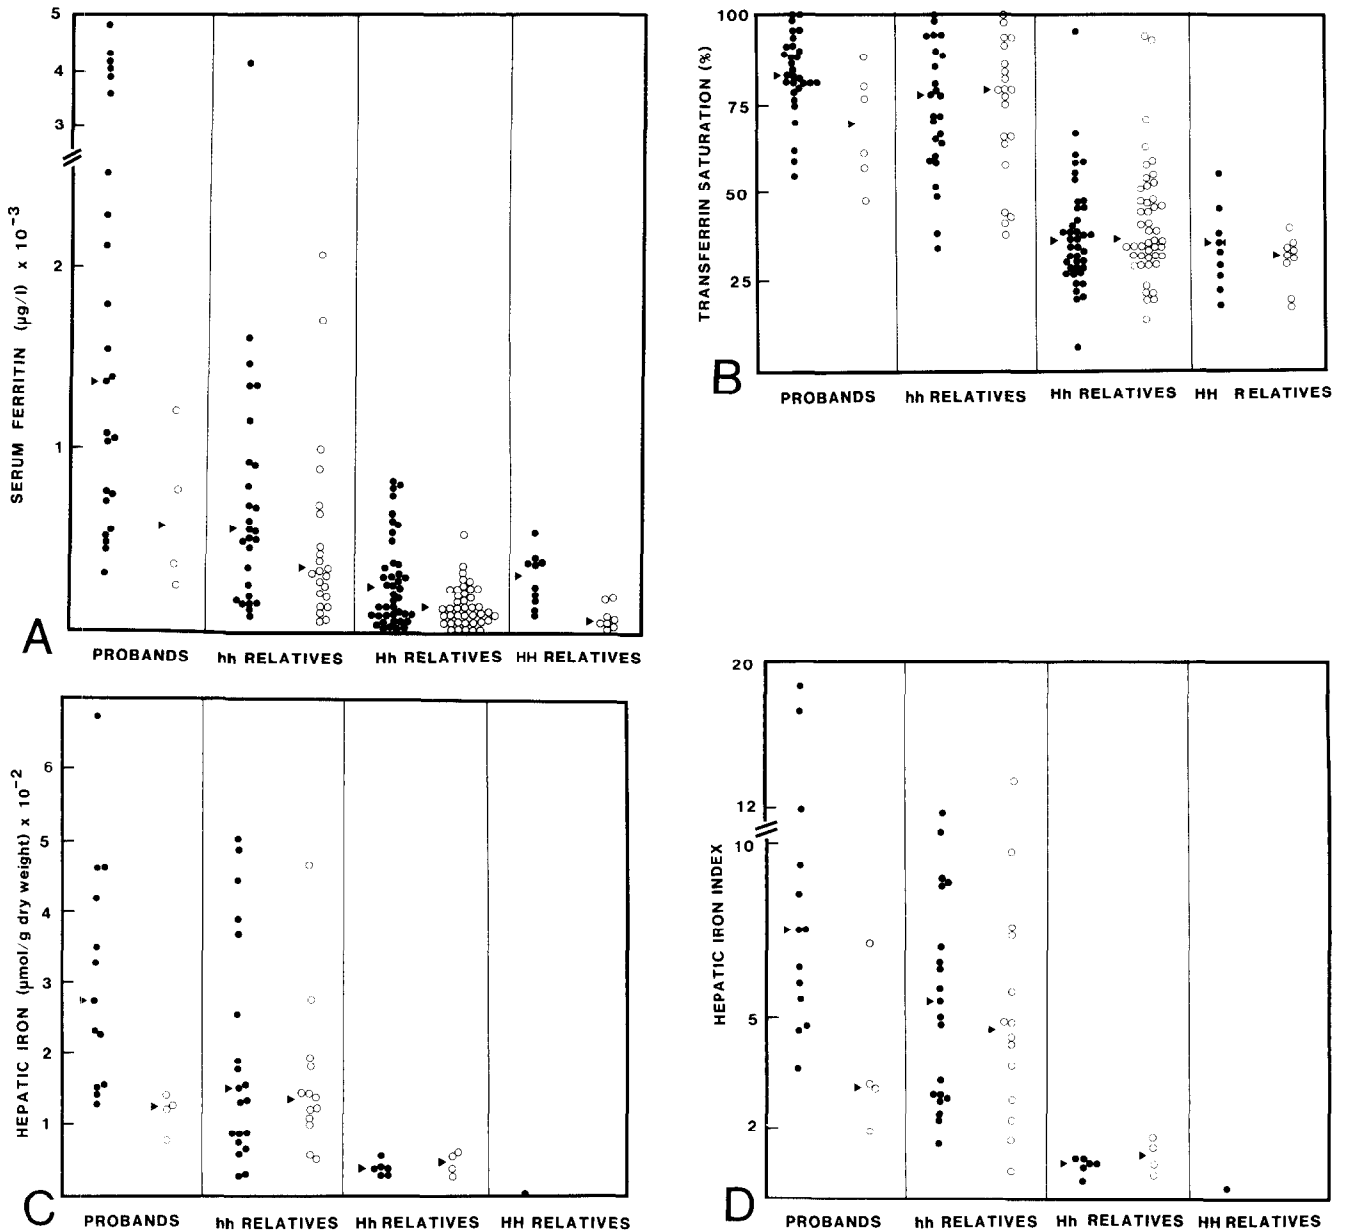 5
4
3
2
1
SERUM FERRITIN (µg/l) x 10⁻³
A
PROBANDS hh RELATIVES Hh RELATIVES HH RELATIVES
100
75
50
25
TRANSFERRIN SATURATION (%)
B
PROBANDS hh RELATIVES Hh RELATIVES HH RELATIVES
6
5
4
3
2
1
HEPATIC IRON (µmol/g dry weight) x 10⁻²
C
PROBANDS hh RELATIVES Hh RELATIVES HH RELATIVES
20
12
10
5
2
HEPATIC IRON INDEX
D
PROBANDS hh RELATIVES Hh RELATIVES HH RELATIVES